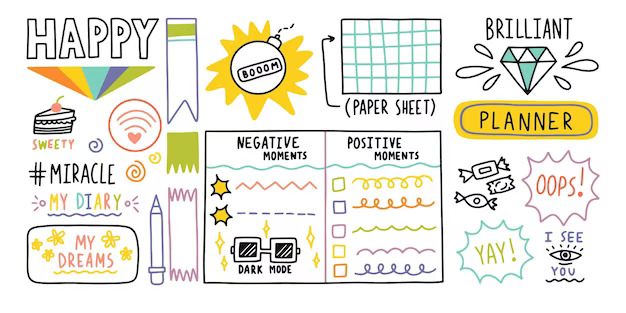 HAPPY
SWEETY
#MIRACLE
MY DIARY
MY
DREAMS
BOOOM
(PAPER SHEET)
NEGATIVE
MOMENTS
DARK MODE
POSITIVE
MOMENTS
BRILLIANT
PLANNER
OOPS!
YAY!
I SEE
YOU